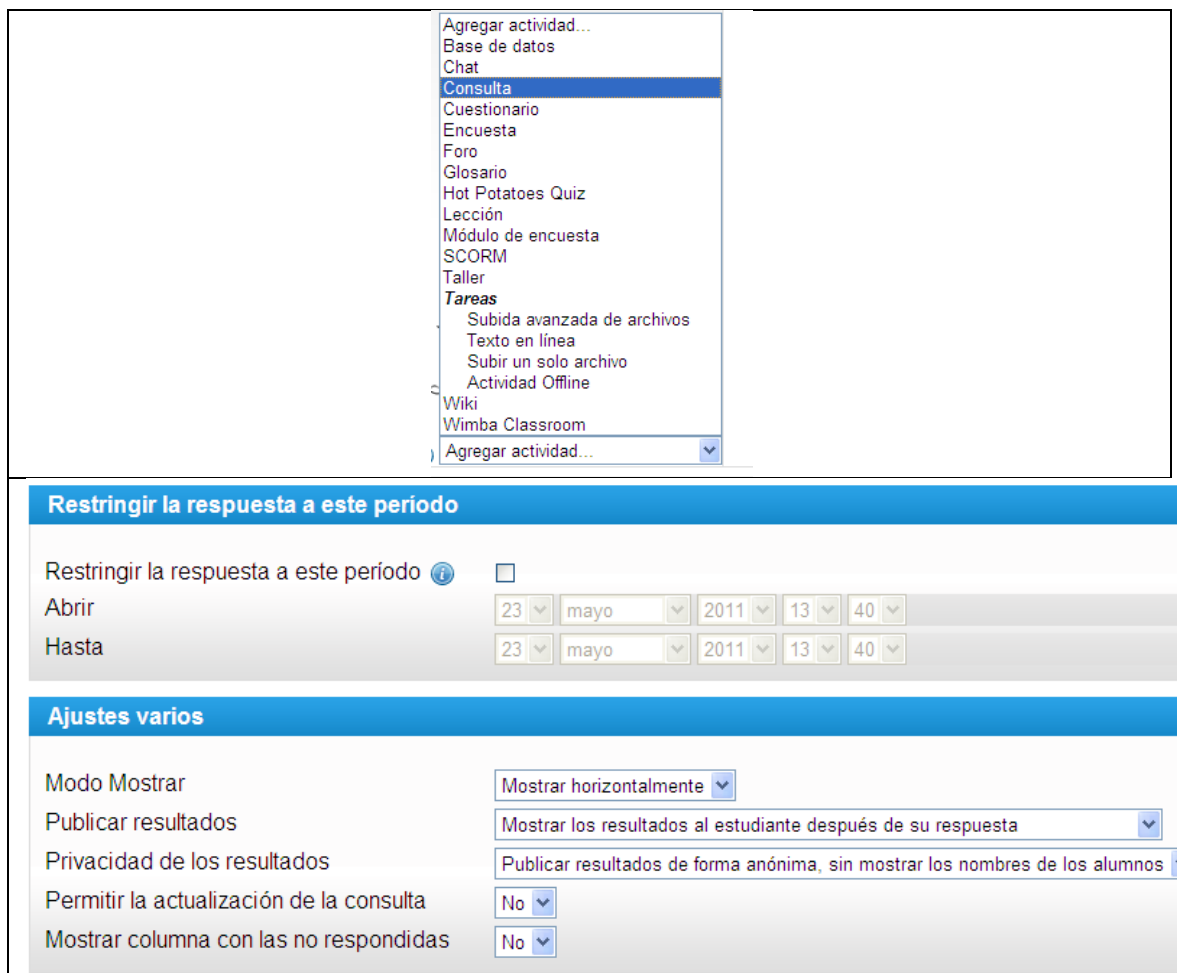 Agregar actividad...
Base de datos
Chat
Consulta
Cuestionario
Encuesta
Foro
Glosario
Hot Potatoes Quiz
Lección
Módulo de encuesta
SCORM
Taller
Tareas
Subida avanzada de archivos
Texto en línea
Subir un solo archivo
Actividad Offline
Wiki
Wimba Classroom
Agregar actividad...
Restringir la respuesta a este período
Restringir la respuesta a este período
Abrir 23 mayo 2011 13 40
Hasta 23 mayo 2011 13 40
Ajustes varios
Modo Mostrar Mostrar horizontalmente
Publicar resultados Mostrar los resultados al estudiante después de su respuesta
Privacidad de los resultados Publicar resultados de forma anónima, sin mostrar los nombres de los alumnos
Permitir la actualización de la consulta No
Mostrar columna con las no respondidas No